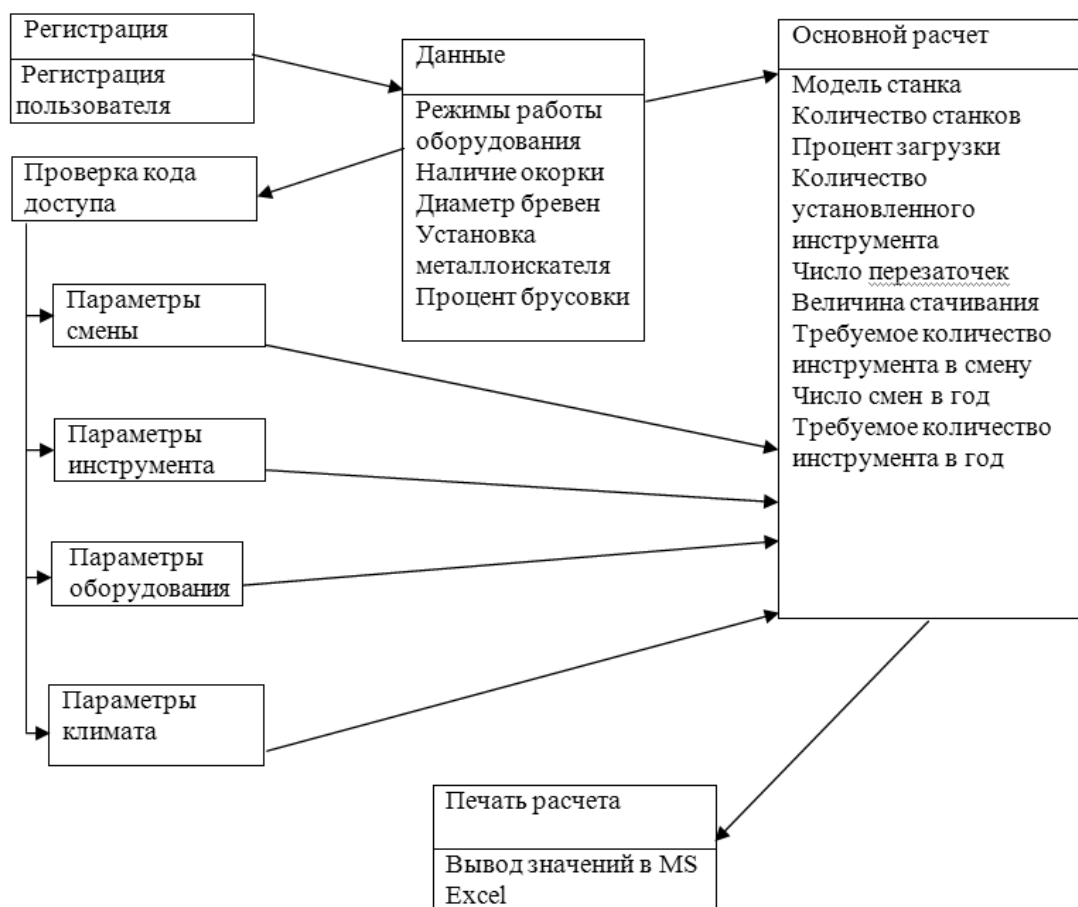 Регистрация
Регистрация
пользователя
Данные
Режимы работы
оборудования
Наличие окорки
Диаметр бревен
Установка
металлоискателя
Процент брусовки
Основной расчет
Модель станка
Количество станков
Процент загрузки
Количество
установленного
инструмента
Число перезаточек
Величина стачивания
Требуемое количество
инструмента в смену
Число смен в год
Требуемое количество
инструмента в год
Проверка кода
доступа
Параметры
смены
Параметры
инструмента
Параметры
оборудования
Параметры
климата
Печать расчета
Вывод значений в MS
Excel